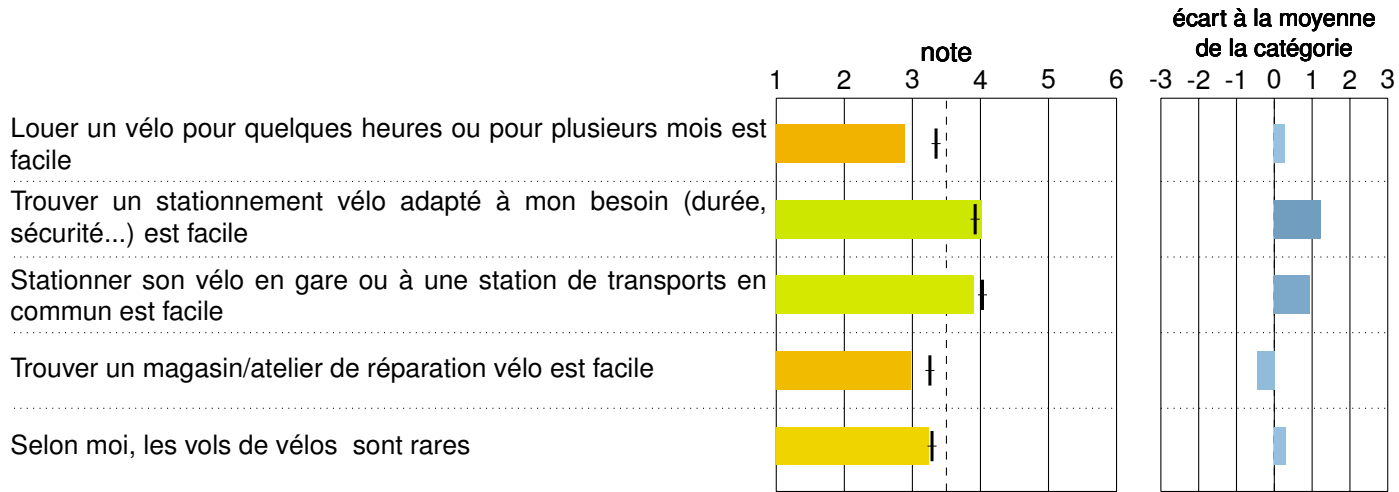 écart à la moyenne
note de la catégorie
1 2 3 4 5 6 -3 -2 -1 0 1 2 3
Louer un vélo pour quelques heures ou pour plusieurs mois est
facile
Trouver un stationnement vélo adapté à mon besoin (durée,
sécurité...) est facile
Stationner son vélo en gare ou à une station de transports en
commun est facile
Trouver un magasin/atelier de réparation vélo est facile
Selon moi, les vols de vélos sont rares